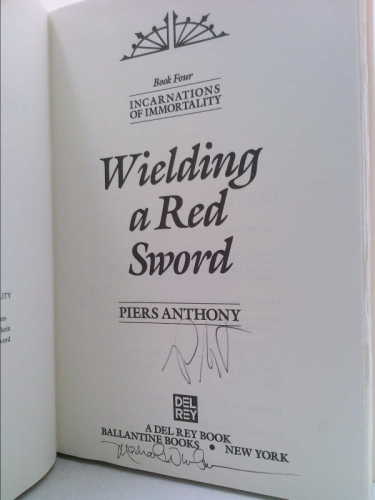 Book Four
INCARNATIONS
OF IMMORTALITY
Wielding
a Red
Sword
PIERS ANTHONY
DEL
REY
A DEL REY BOOK
BALLANTINE BOOKS • NEW YORK